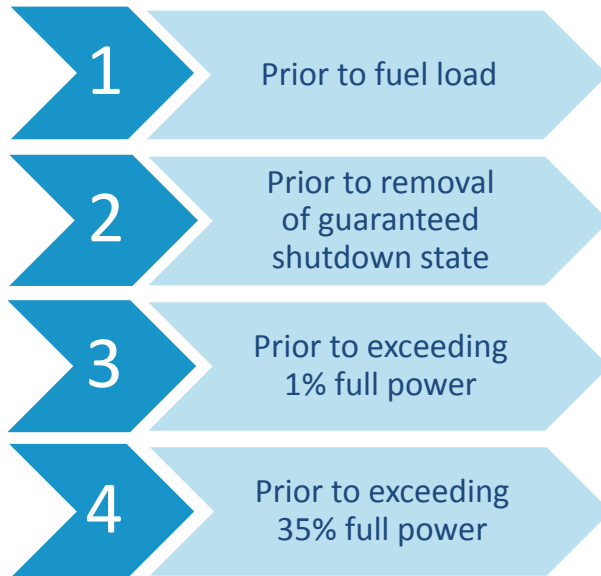 1
Prior to fuel load
2
Prior to removal
of guaranteed
shutdown state
3
Prior to exceeding
1% full power
4
Prior to exceeding
35% full power